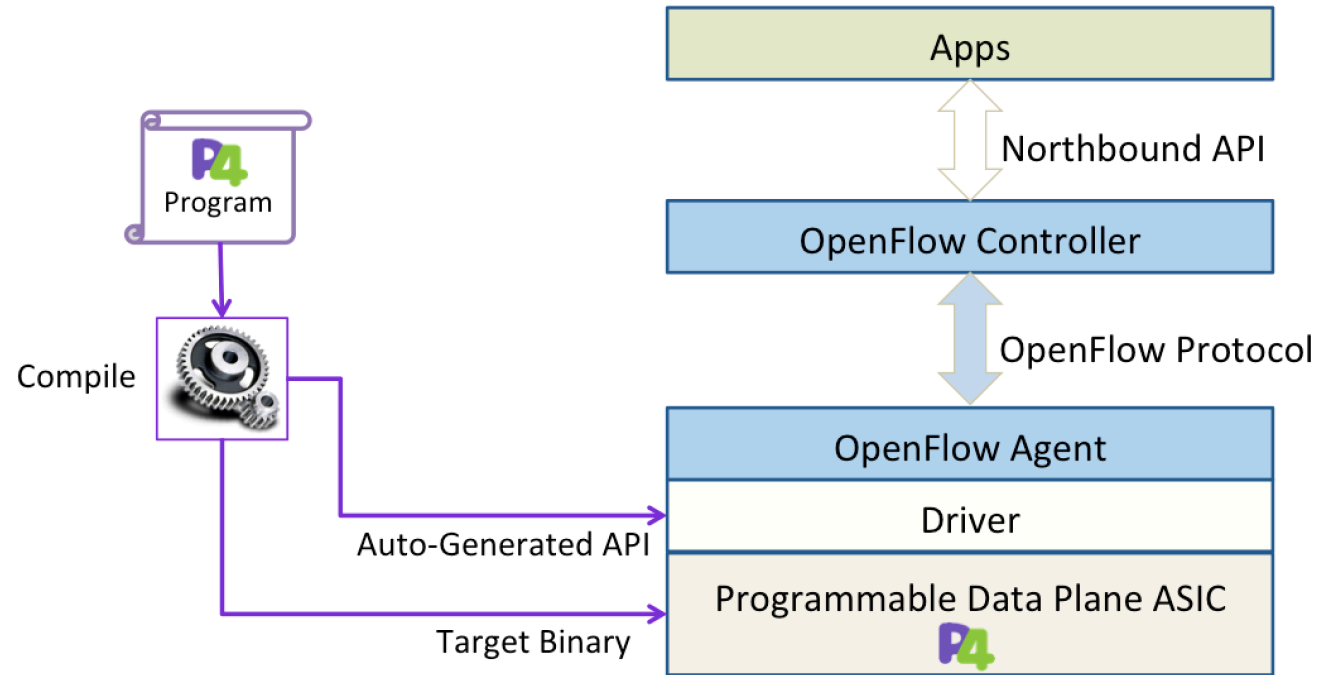 Apps
Northbound API
P4
Program
OpenFlow Controller
OpenFlow Protocol
Compile
OpenFlow Agent
Driver
Auto-Generated API
Programmable Data Plane ASIC
P4
Target Binary